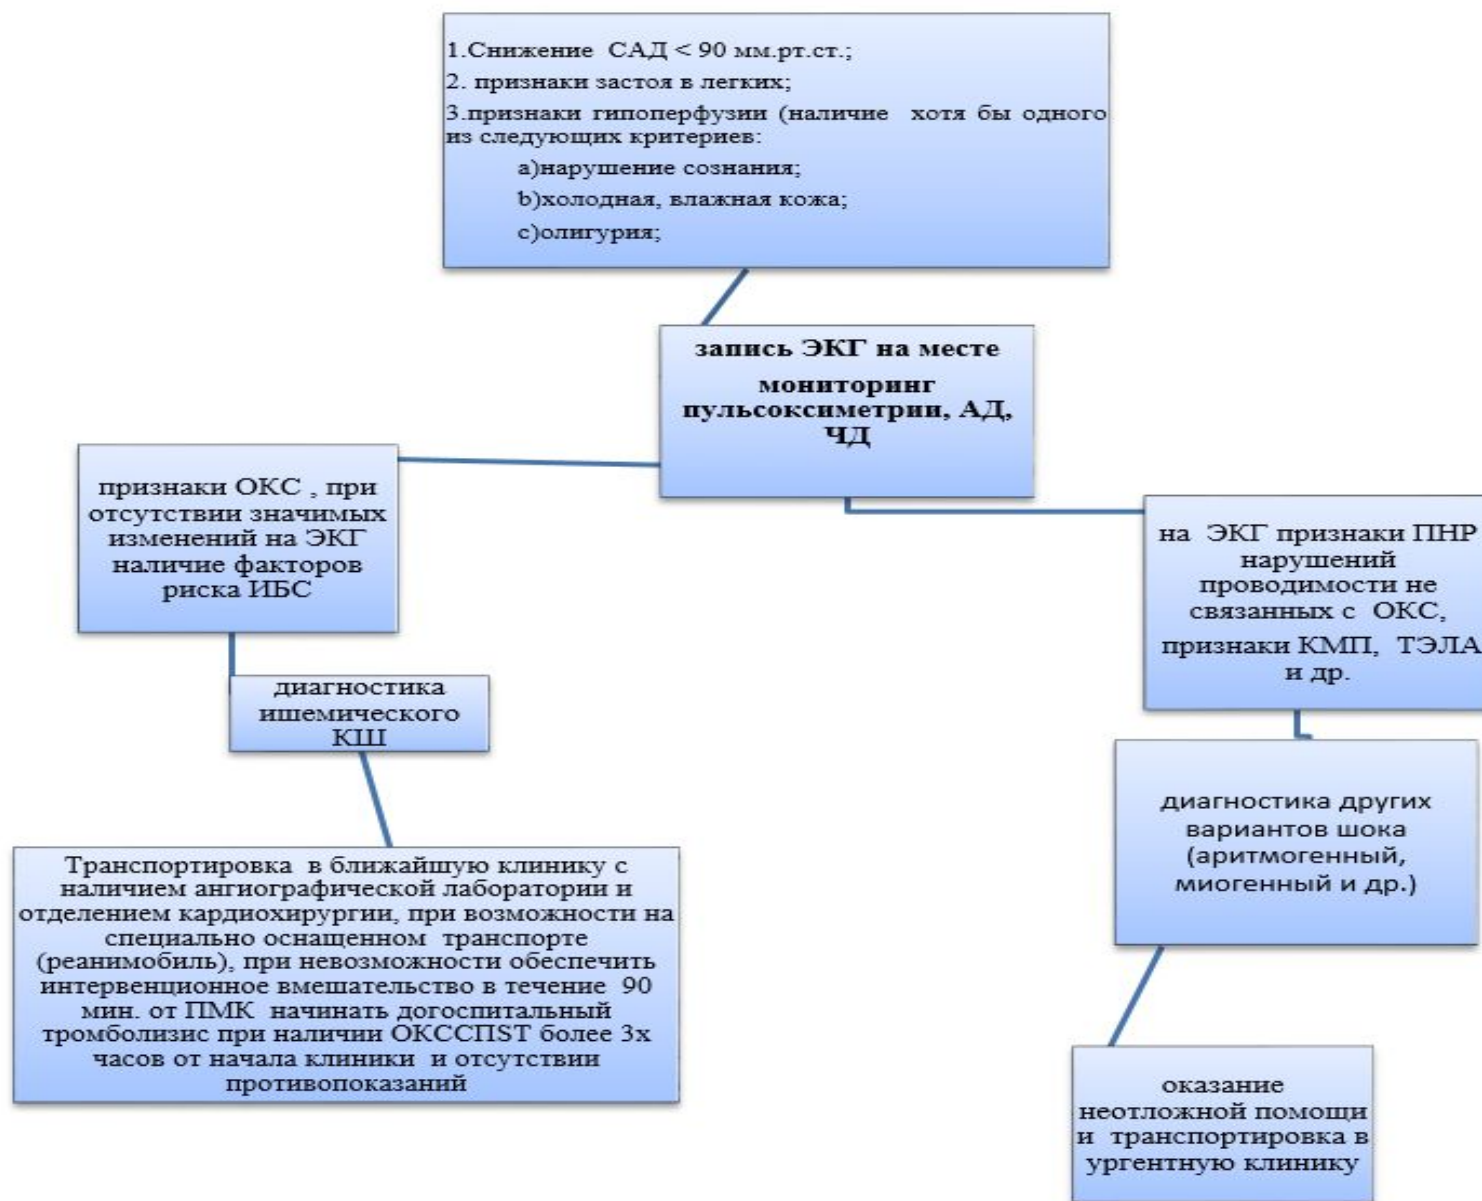 1.Снижение САД < 90 мм.рт.ст.;
2. признаки застоя в легких;
3.признаки гипоперфузии (наличие хотя бы одного
из следующих критериев:
a)нарушение сознания;
b)холодная, влажная кожа;
c)олигурия;
запись ЭКГ на месте
мониторинг
пульсоксиметрии, АД,
ЧД
признаки ОКС , при
отсутствии значимых
изменений на ЭКГ
наличие факторов
риска ИБС
диагностика
ишемического
КШ
Транспортировка в ближайшую клинику с
наличием ангиографической лаборатории и
отделением кардиохирургии, при возможности на
специально оснащенном транспорте
(реанимобиль), при невозможности обеспечить
интервенционное вмешательство в течение 90
мин. от ПМК начинать догоспитальный
тромболизис при наличии ОКССПST более 3х
часов от начала клиники и отсутствии
противопоказаний
на ЭКГ признаки ПНР
нарушений
проводимости не
связанных с ОКС,
признаки КМП, ТЭЛА
и др.
диагностика других
вариантов шока
(аритмогенный,
миогенный и др.)
оказание
неотложной помощи
и транспортировка в
ургентную клинику